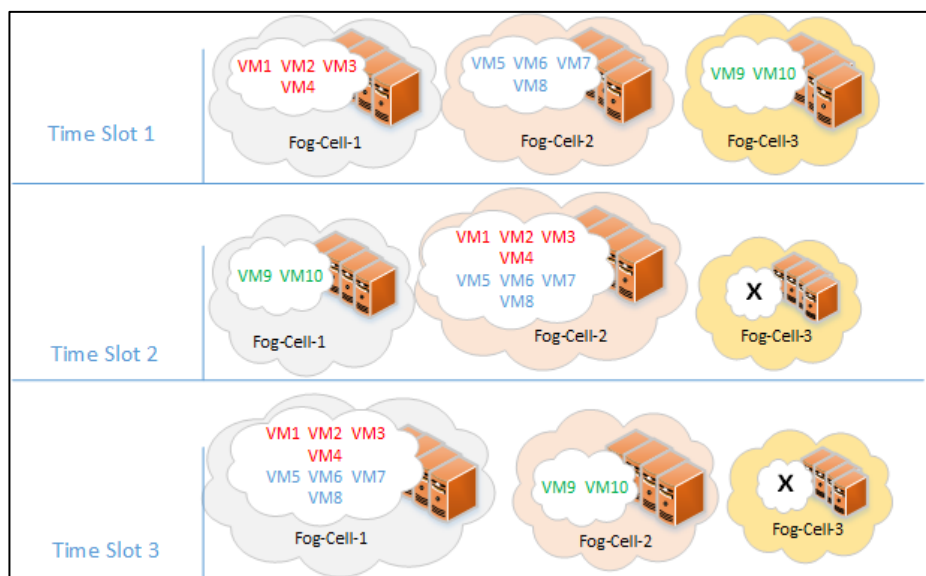 VM1 VM2 VM3
VM4
Fog-Cell-1
VM5 VM6 VM7
VM8
Fog-Cell-2
VM9 VM10
Fog-Cell-3
Time Slot 1
VM9 VM10
Fog-Cell-1
VM1 VM2 VM3
VM4
VM5 VM6 VM7
VM8
Fog-Cell-2
X
Fog-Cell-3
Time Slot 2
VM1 VM2 VM3
VM4
VM5 VM6 VM7
VM8
Fog-Cell-1
VM9 VM10
Fog-Cell-2
X
Fog-Cell-3
Time Slot 3